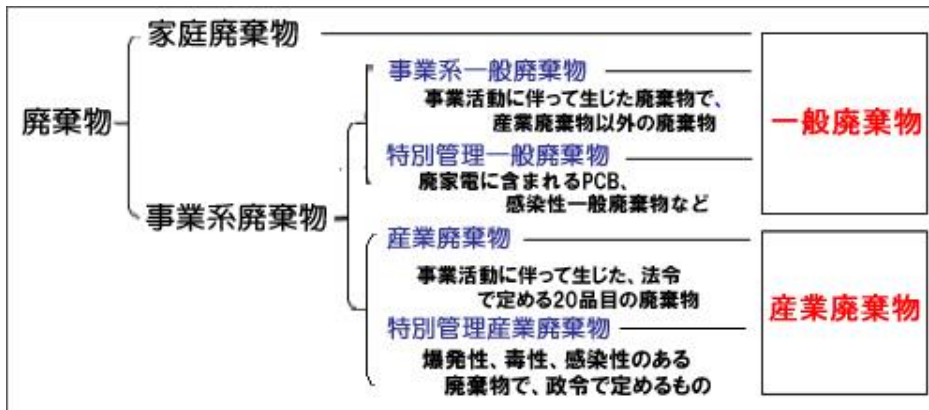 家庭廃棄物
事業系一般廃棄物
事業活動に伴って生じた廃棄物で、
産業廃棄物以外の廃棄物
廃棄物
一般廃棄物
特別管理一般廃棄物
廃家電に含まれるPCB、
感染性一般廃棄物など
事業系廃棄物
産業廃棄物
事業活動に伴って生じた、法令
で定める20品目の廃棄物
産業廃棄物
特別管理産業廃棄物
爆発性、毒性、感染性のある
廃棄物で、政令で定めるもの